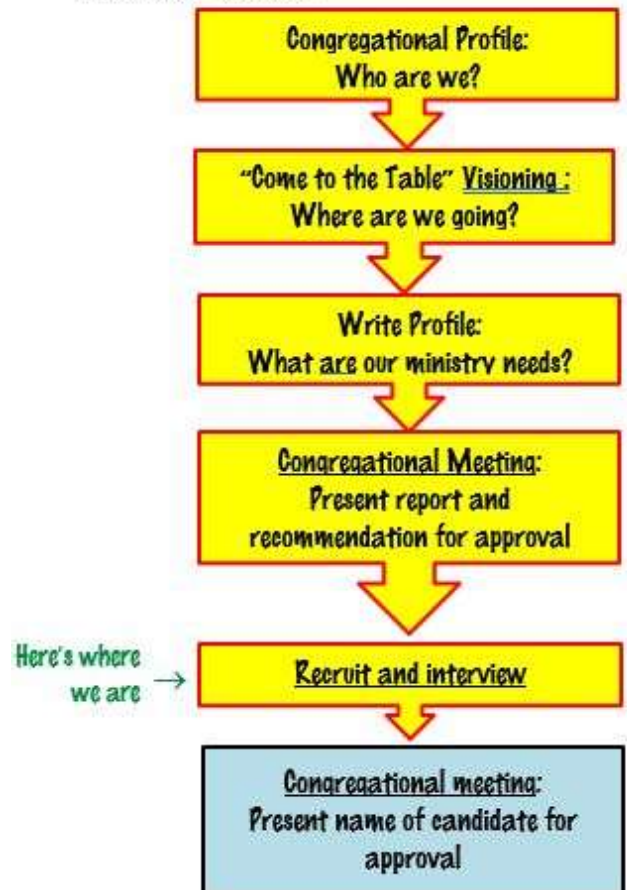 Congregational Profile:
Who are we?
“Come to the Table” Visioning :
Where are we going?
Write Profile:
What are our ministry needs?
Congregational Meeting:
Present report and
recommendation for approval
Here's where
we are →
Recruit and interview
Congregational meeting:
Present name of candidate for
approval